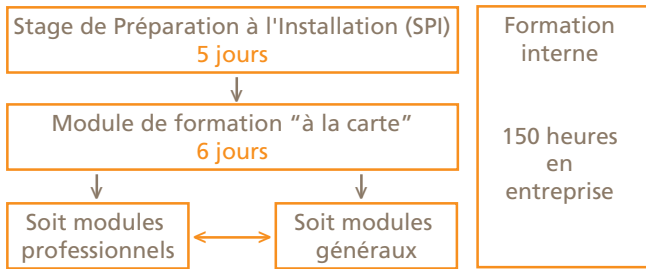 Stage de Préparation à l'Installation (SPI)
5 jours
Module de formation “à la carte”
6 jours
Soit modules
professionnels
Soit modules
généraux
Formation
interne
150 heures
en
entreprise